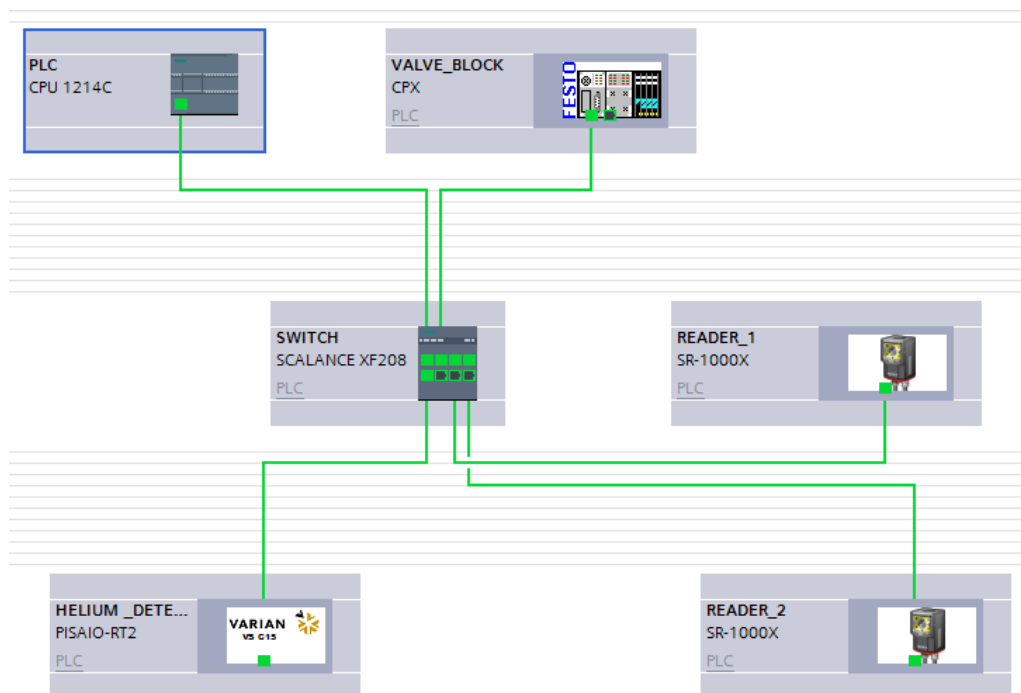 PLC
CPU 1214C
VALVE_BLOCK
CPX
PLC
FESTO
SWITCH
SCALANCE XF208
PLC
READER_1
SR-1000X
PLC
HELIUM _DETE...
PISAIO-RT2
PLC
VARIAN
VS C15
READER_2
SR-1000X
PLC